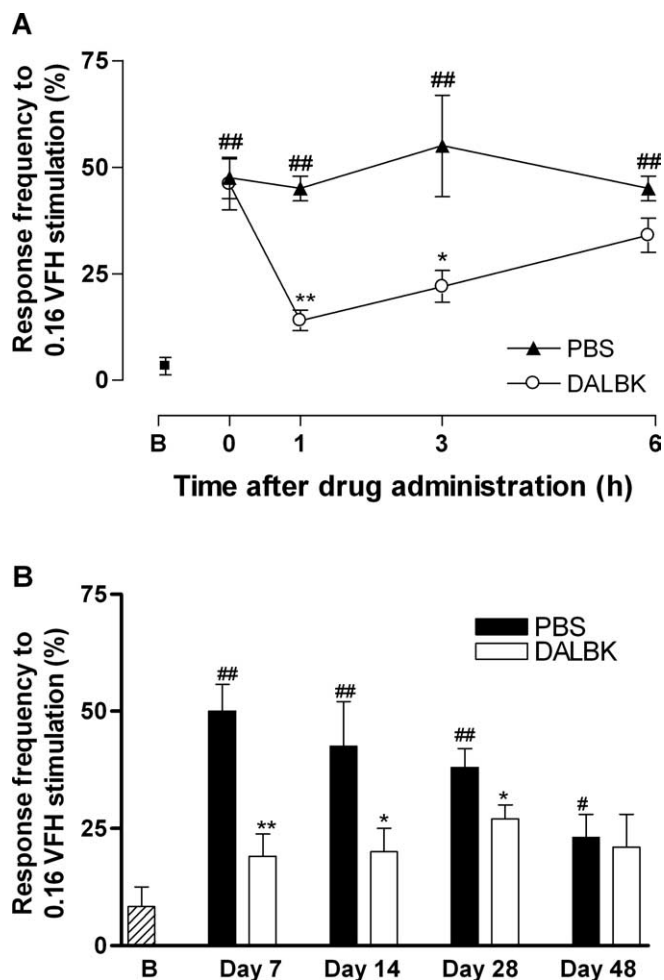 A
Response frequency to
0.16 VFH stimulation (%)
75
50
25
0
##
##
##
##
**
*
PBS
DALBK
B 0 1 3 6
Time after drug administration (h)
B
Response frequency to
0.16 VFH stimulation (%)
75
50
25
0
PBS
DALBK
##
##
##
#
**
*
*
B Day 7 Day 14 Day 28 Day 48